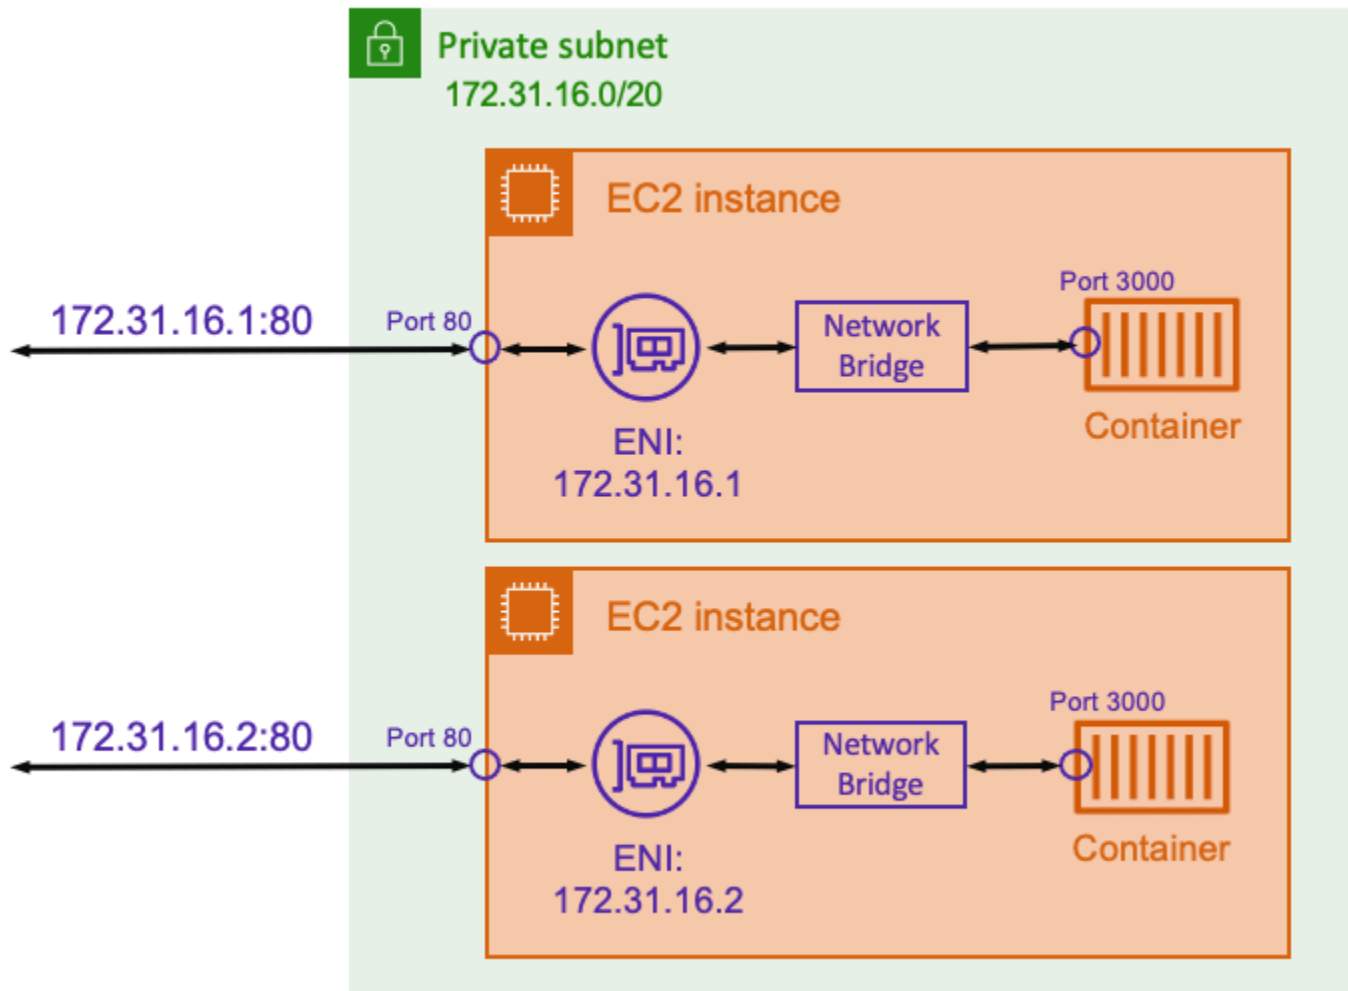 Private subnet
172.31.16.0/20
EC2 instance
Port 3000
172.31.16.1:80
Port 80
Network
Bridge
Container
ENI:
172.31.16.1
EC2 instance
Port 3000
172.31.16.2:80
Port 80
Network
Bridge
Container
ENI:
172.31.16.2